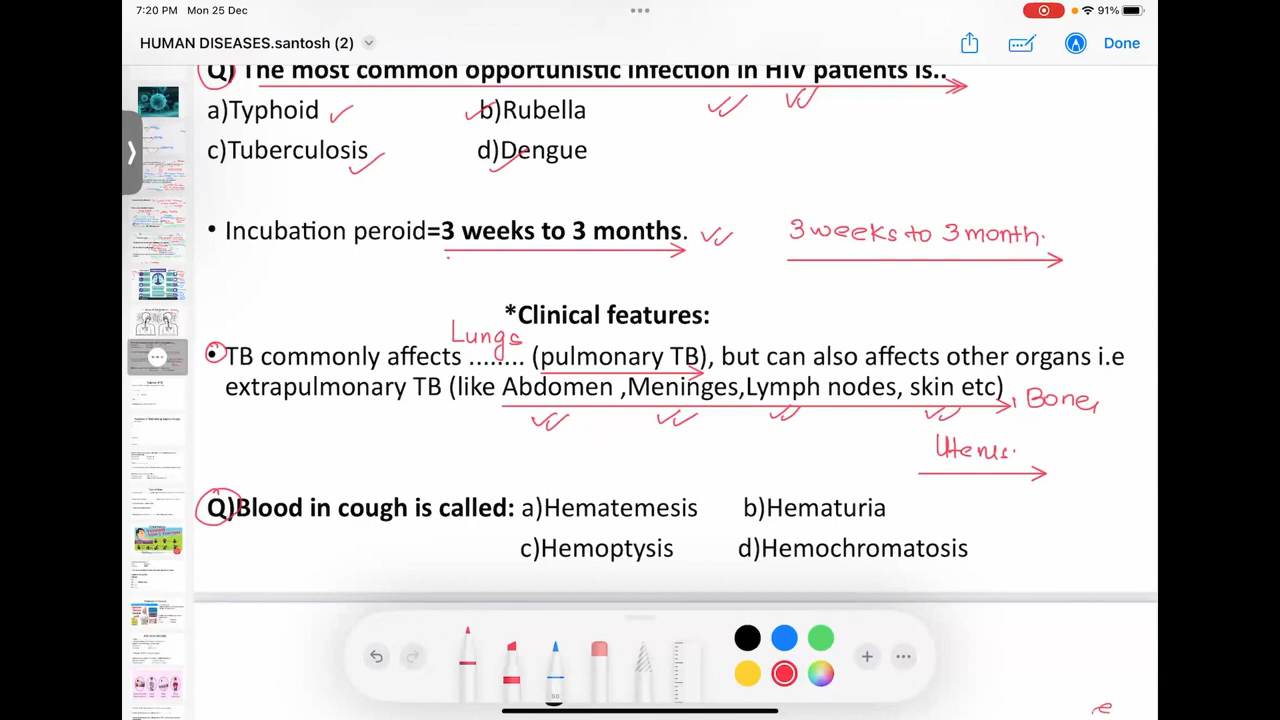 7:20 PM Mon 25 Dec
91%
HUMAN DISEASES.santosh (2)
Done
Q) The most common opportunistic infection in HIV patients is..
a)Typhoid b)Rubella
c)Tuberculosis d)Dengue
• Incubation peroid=3 weeks to 3 months. 3 weeks to 3 month.
*Clinical features:
Lungs
• TB commonly affects ........ (pulmonary TB), but can also affects other organs i.e
extrapulmonary TB (like Abdomen ,Meninges,Lymph nodes, skin etc) Bone,
Uterus.
Q)Blood in cough is called: a)Hematemesis b)Hematuria
c)Hemoptysis d)Hemochromatosis